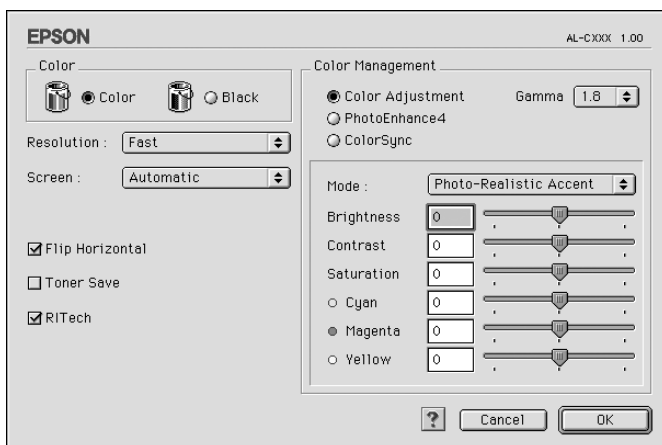 EPSON
AL-CXXX 1.00
Color
Color
Black
Resolution :
Fast
Screen :
Automatic
Flip Horizontal
Toner Save
RITech
Color Management
Color Adjustment
Gamma
1.8
PhotoEnhance4
ColorSync
Mode :
Photo-Realistic Accent
Brightness
0
Contrast
0
Saturation
0
Cyan
0
Magenta
0
Yellow
0
?
Cancel
OK